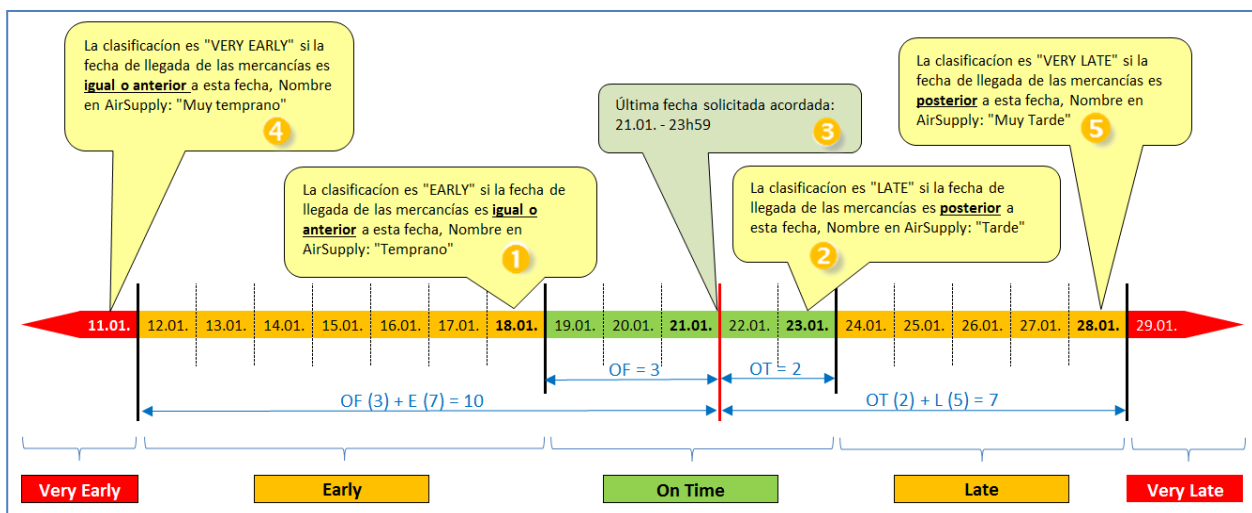 La clasificacíon es "VERY EARLY" si la
fecha de llegada de las mercancías es
igual o anterior a esta fecha, Nombre
en AirSupply: "Muy temprano"
4
La clasificacíon es "VERY LATE" si la
fecha de llegada de las mercancías es
posterior a esta fecha, Nombre en
AirSupply: "Muy Tarde"
5
Última fecha solicitada acordada:
21.01. - 23h59
3
La clasificacíon es "EARLY" si la fecha de
llegada de las mercancías es igual o
anterior a esta fecha, Nombre en
AirSupply: "Temprano"
1
La clasificacíon es "LATE" si la fecha de
llegada de las mercancías es posterior a
esta fecha, Nombre en AirSupply: "Tarde"
2
11.01. 12.01. 13.01. 14.01. 15.01. 16.01. 17.01. 18.01. 19.01. 20.01. 21.01. 22.01. 23.01. 24.01. 25.01. 26.01. 27.01. 28.01. 29.01.
OF = 3 OT = 2
OF (3) + E (7) = 10 OT (2) + L (5) = 7
Very Early Early On Time Late Very Late